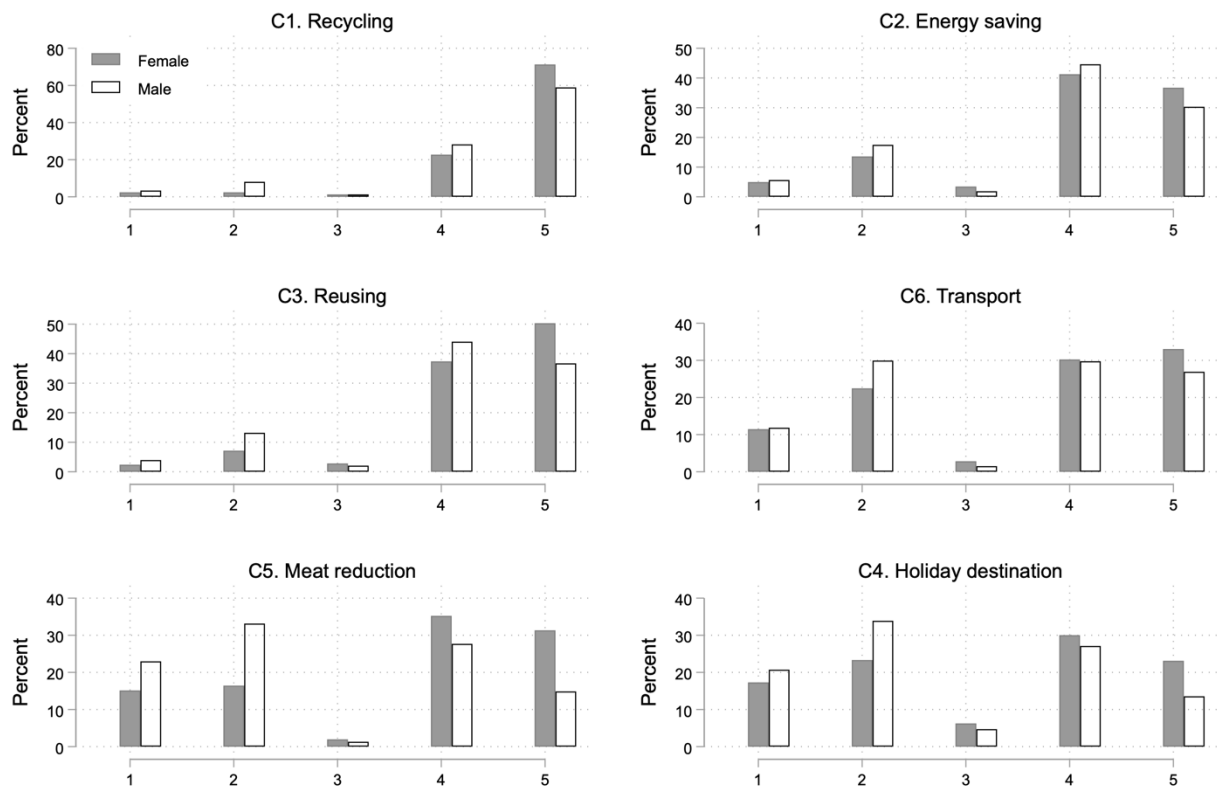 C1. Recycling
Percent
80
60
40
20
0
Female
Male
1 2 3 4 5
C2. Energy saving
Percent
50
40
30
20
10
0
1 2 3 4 5
C3. Reusing
Percent
50
40
30
20
10
0
1 2 3 4 5
C6. Transport
Percent
40
30
20
10
0
1 2 3 4 5
C5. Meat reduction
Percent
40
30
20
10
0
1 2 3 4 5
C4. Holiday destination
Percent
40
30
20
10
0
1 2 3 4 5